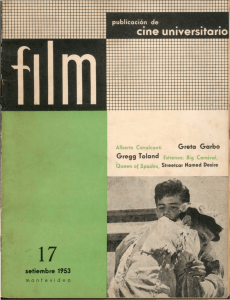 publicación de
cine universitario
film
Alberto Cavalcanti Greta Garbo
Gregg Toland Estrenos: Big Carnival,
Queen of Spades, Streetcar Named Desire
17
setiembre 1953
montevideo